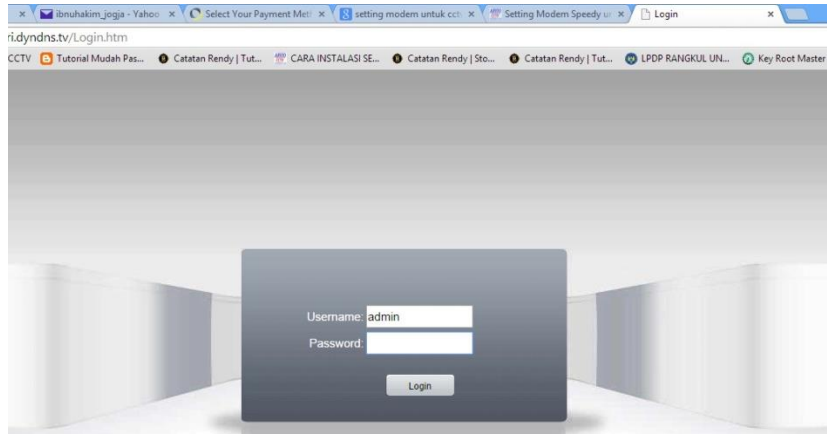 ibnuhakim_jogja - Yahoo Select Your Payment Met setting modem untuk cct Setting Modem Speedy u Login
ri.dyndns.tv/Login.htm
CCTV Tutorial Mudah Pas... Catatan Rendy | Tut... CARA INSTALASI SE... Catatan Rendy | Sto... Catatan Rendy | Tut... LPDP RANGKUL UN... Key Root Master
Username: admin
Password:
Login